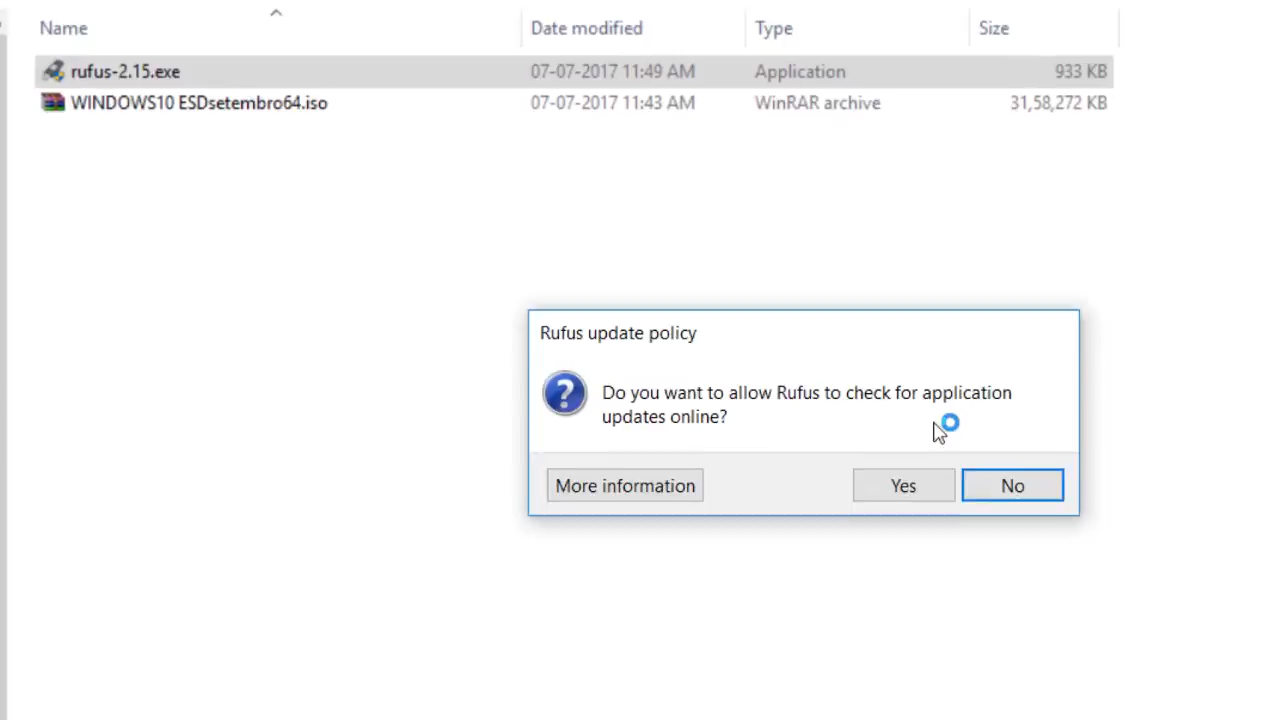 Name Date modified Type Size
rufus-2.15.exe 07-07-2017 11:49 AM Application 933 KB
WINDOWS10 ESDsetembro64.iso 07-07-2017 11:43 AM WinRAR archive 31,58,272 KB
Rufus update policy
Do you want to allow Rufus to check for application
updates online?
More information Yes No